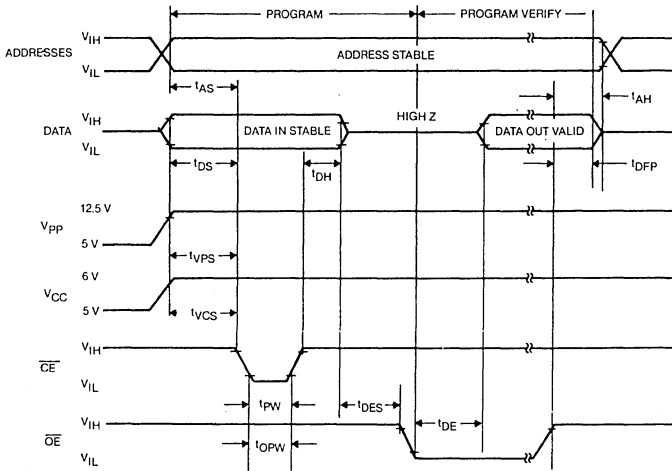 PROGRAM
PROGRAM VERIFY
ADDRESSES
VIH
VIL
ADDRESS STABLE
tAS
tAH
DATA
VIH
VIL
DATA IN STABLE
HIGH Z
DATA OUT VALID
tDS
tDH
tDFP
VPP
12.5 V
5 V
tVPS
VCC
6 V
5 V
tVCS
CE
VIH
VIL
tPW
tDES
tDE
OE
VIH
VIL
tOPW